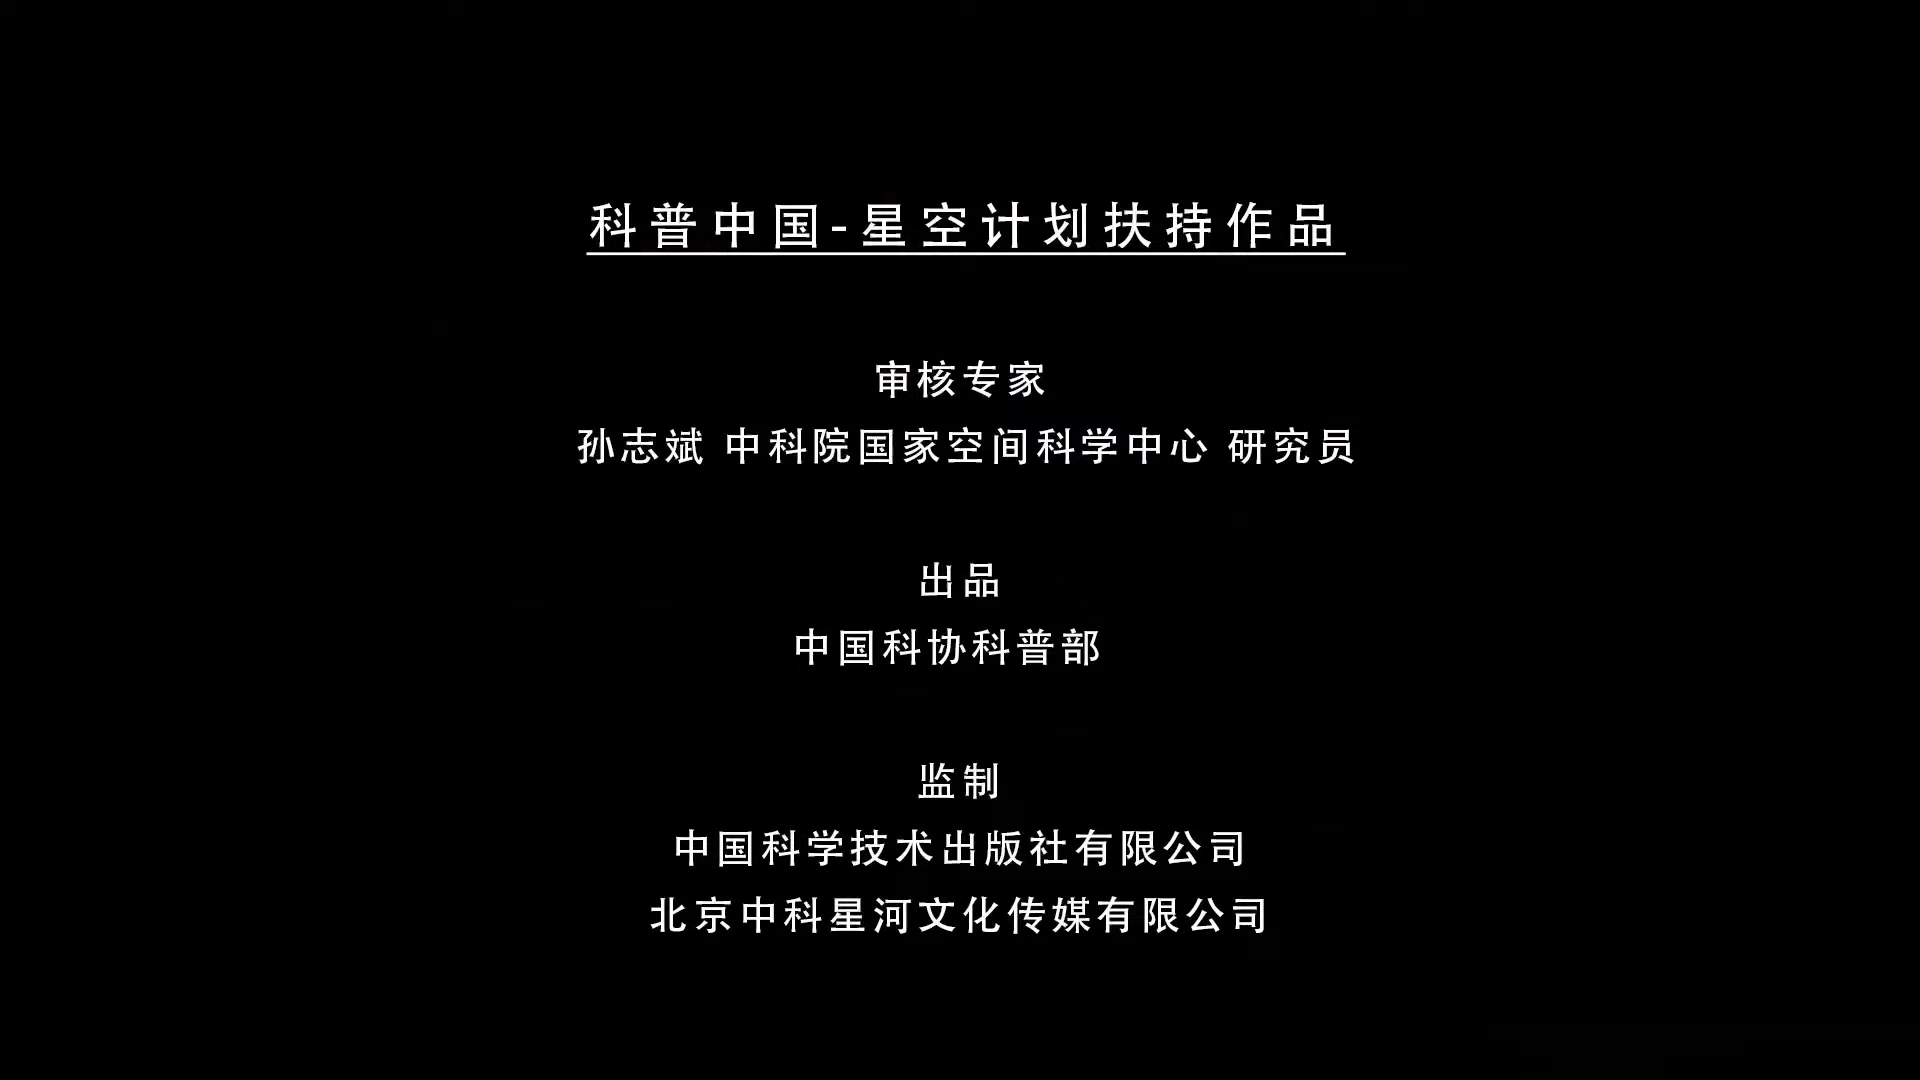 科普中国-星空计划扶持作品
审核专家
孙志斌 中科院国家空间科学中心 研究员
出品
中国科协科普部
监制
中国科学技术出版社有限公司
北京中科星河文化传媒有限公司